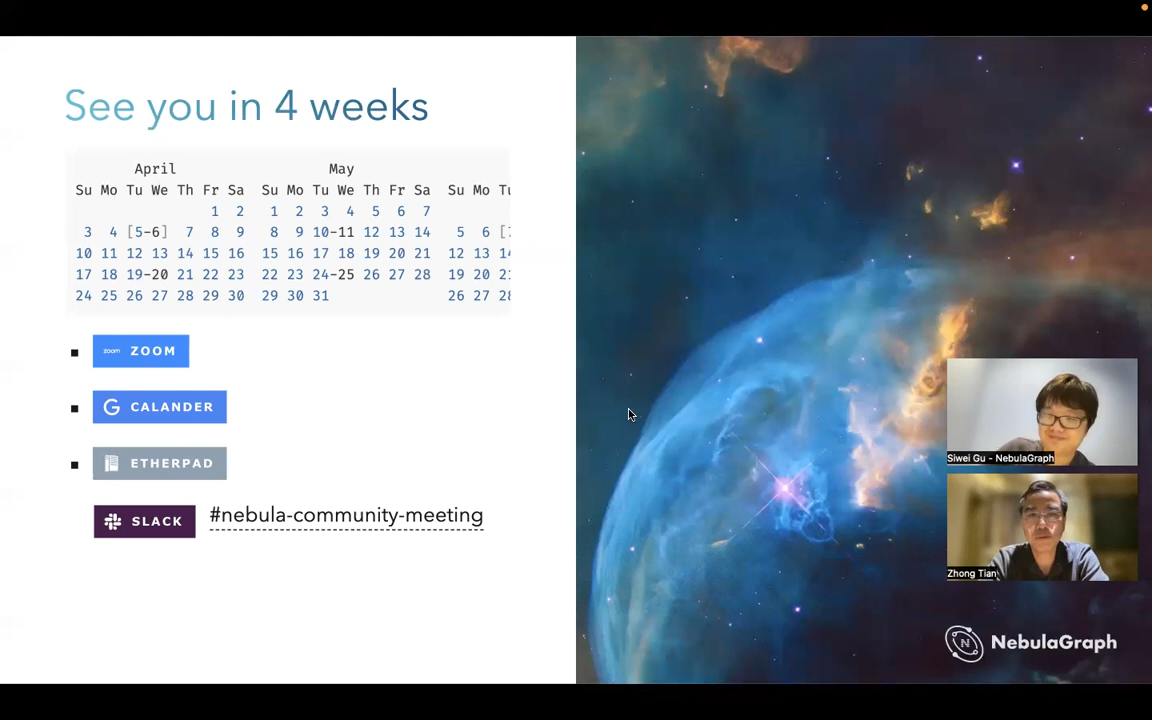 See you in 4 weeks
April May
Su Mo Tu We Th Fr Sa Su Mo Tu We Th Fr Sa Su Mo
1 2 1 2 3 4 5 6 7
3 4 [5-6] 7 8 9 8 9 10-11 12 13 14 5 6
10 11 12 13 14 15 16 15 16 17 18 19 20 21 12 13
17 18 19-20 21 22 23 22 23 24-25 26 27 28 19 20
24 25 26 27 28 29 30 29 30 31 26 27
zoom ZOOM
CALANDER
ETHERPAD
SLACK #nebula-community-meeting
Siwei Gu - NebulaGraph
Zhong Tian
N NebulaGraph